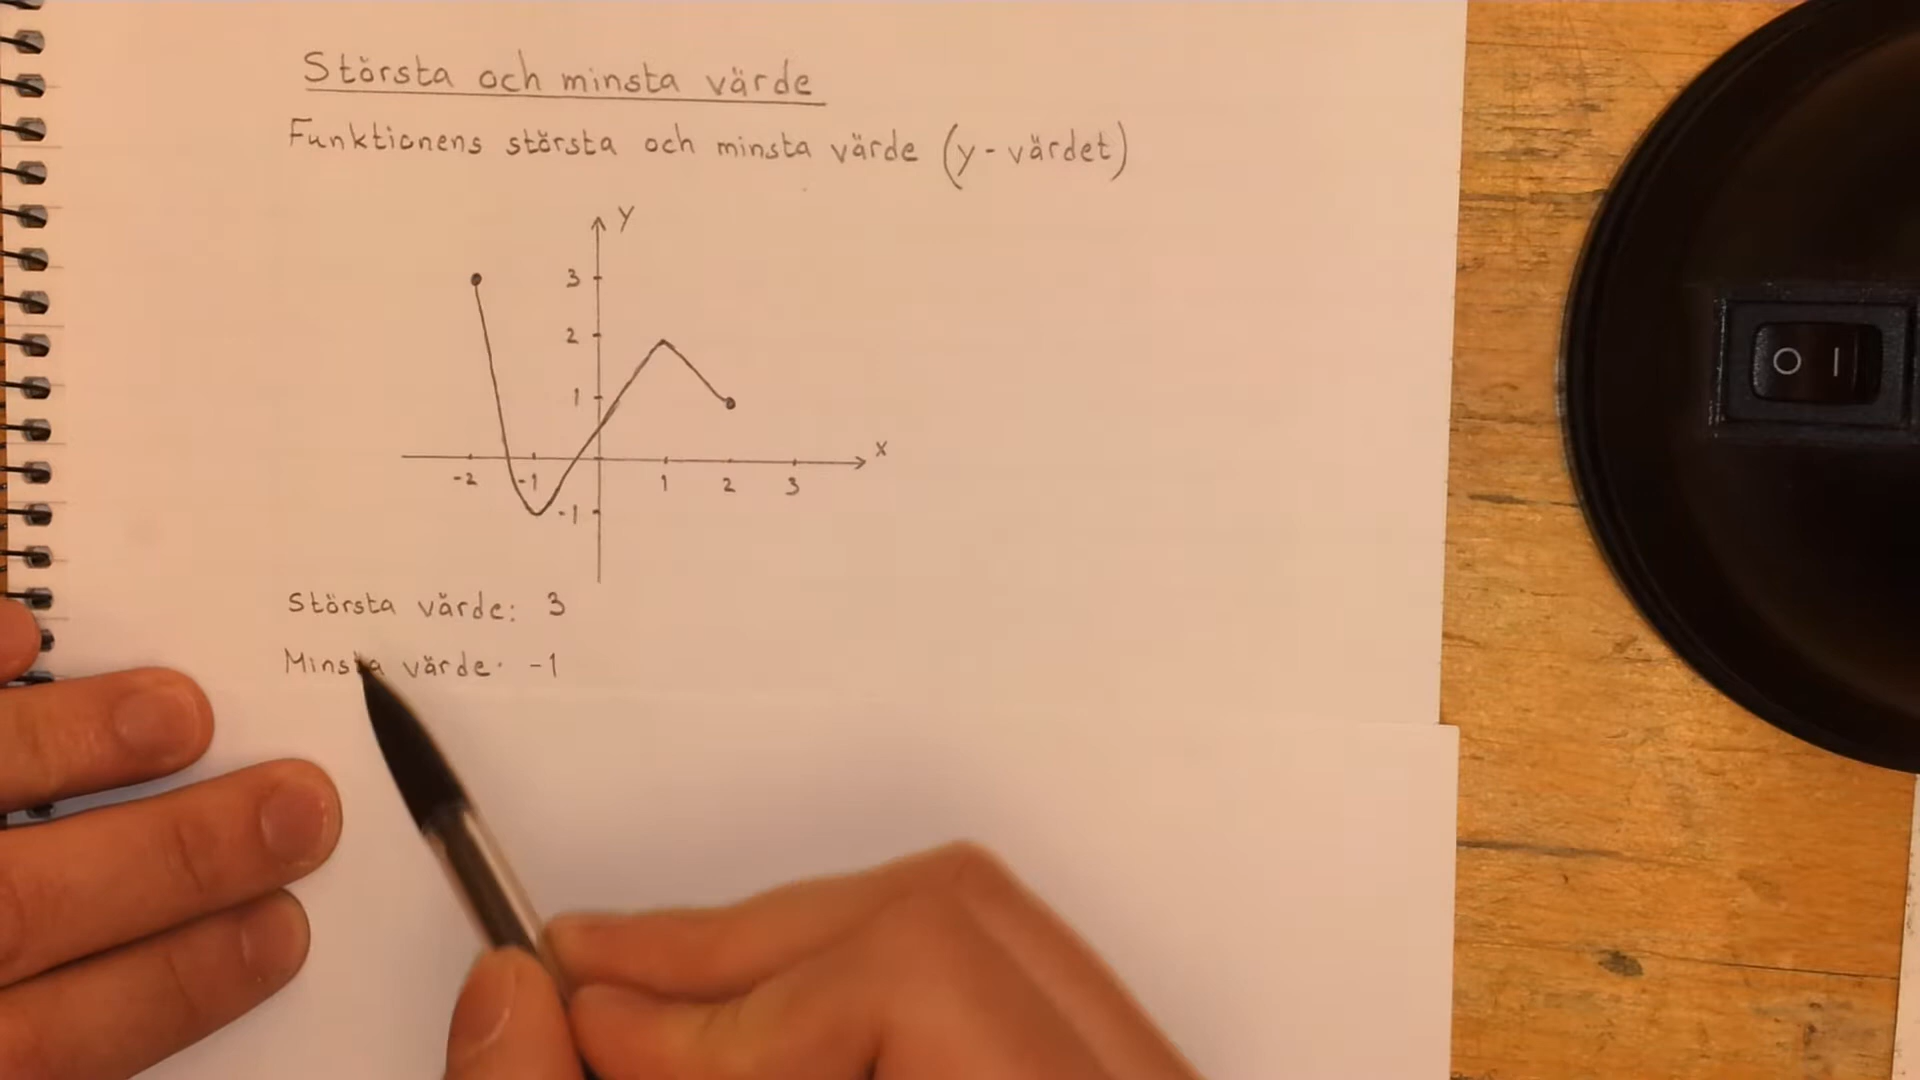 Största och minsta värde
Funktionens största och minsta värde (y-värdet)
y
3
2
1
x
-2 -1 1 2 3
-1
Största värde: 3
Minsta värde: -1
O I